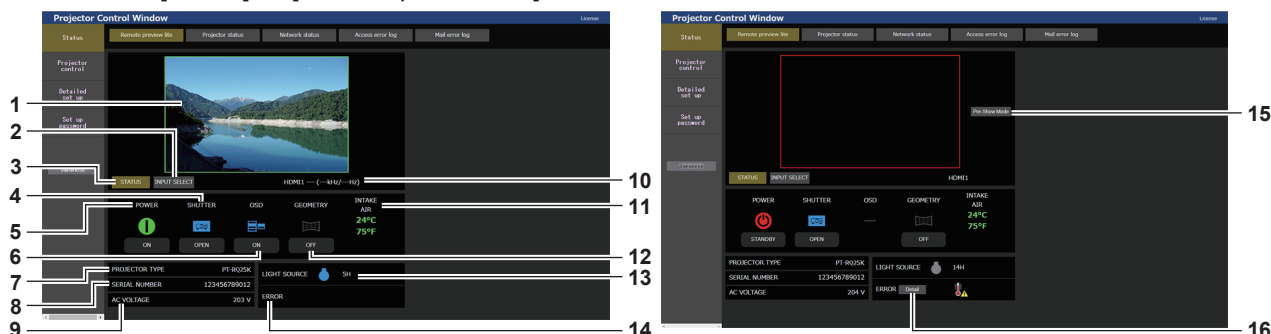 Projector Control Window
License
Status
Remote preview lite
Projector status
Network status
Access error log
Mail error log
Projector
control
Detailed
set up
Set up
password
STATUS
INPUT SELECT
HDMI1 --- (---kHz/---Hz)
POWER
SHUTTER
OSD
GEOMETRY
INTAKE
AIR
24°C
75°F
ON
OPEN
ON
OFF
PROJECTOR TYPE
PT-RQ25K
SERIAL NUMBER
123456789012
AC VOLTAGE
203 V
LIGHT SOURCE
5H
ERROR
1
2
3
4
5
6
7
8
9
10
11
12
13
14
Projector Control Window
License
Status
Remote preview lite
Projector status
Network status
Access error log
Mail error log
Projector
control
Detailed
set up
Set up
password
Pre-Show Mode
STATUS
INPUT SELECT
HDMI1
POWER
SHUTTER
OSD
GEOMETRY
INTAKE
AIR
24°C
75°F
STANDBY
OPEN
OFF
PROJECTOR TYPE
PT-RQ25K
SERIAL NUMBER
123456789012
AC VOLTAGE
204 V
LIGHT SOURCE
14H
ERROR
Detail
15
16